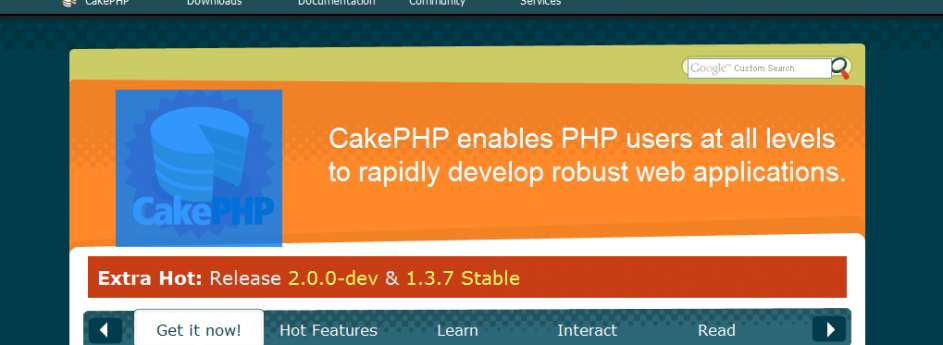 CakePHP Downloads Documentation Community Services
Google™ Custom Search
CakePHP enables PHP users at all levels
to rapidly develop robust web applications.
CakePHP
Extra Hot: Release 2.0.0-dev & 1.3.7 Stable
Get it now! Hot Features Learn Interact Read